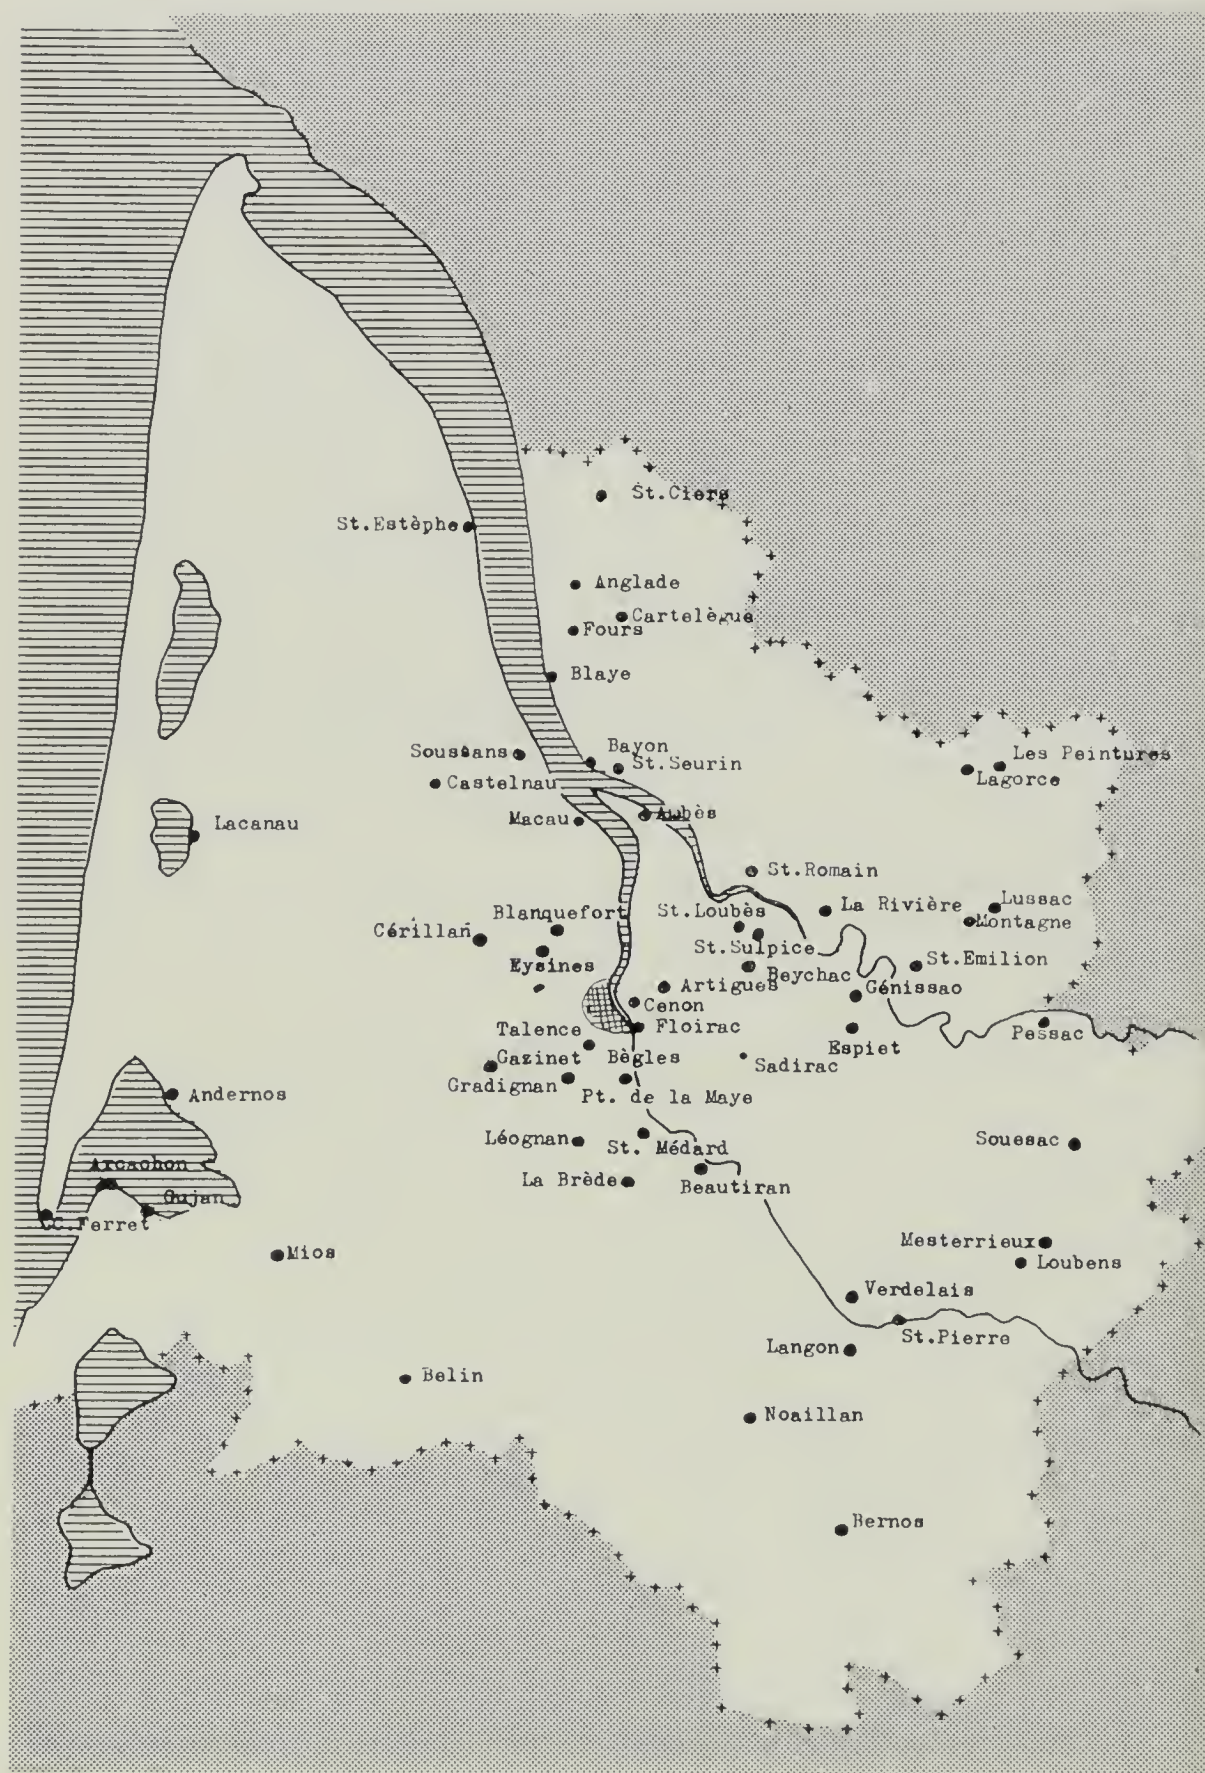 St.Ciers
St.Estèphe
Anglade
Cartelègue
Fours
Blaye
Soussans
Bayon
St.Seurin
Les Peintures
Lagorce
Castelnau
Macau
Ambès
Lacanau
St.Romain
La Rivière
Lussac
Montagne
Blanquefort
St.Loubès
Cérillan
St.Sulpice
Eysines
Beychac
St.Emilion
Artigues
Génissac
Cenon
Talence
Floirac
Pessac
Espiet
Gazinet
Bègles
Sadirac
Gradignan
Pt. de la Maye
Andernos
Léognan
St. Médard
Soussac
Arcachon
La Brède
Beautiran
Gujan
CC.Ferret
Mios
Mesterrieux
Loubens
Verdelais
St.Pierre
Langon
Belin
Noaillan
Bernos